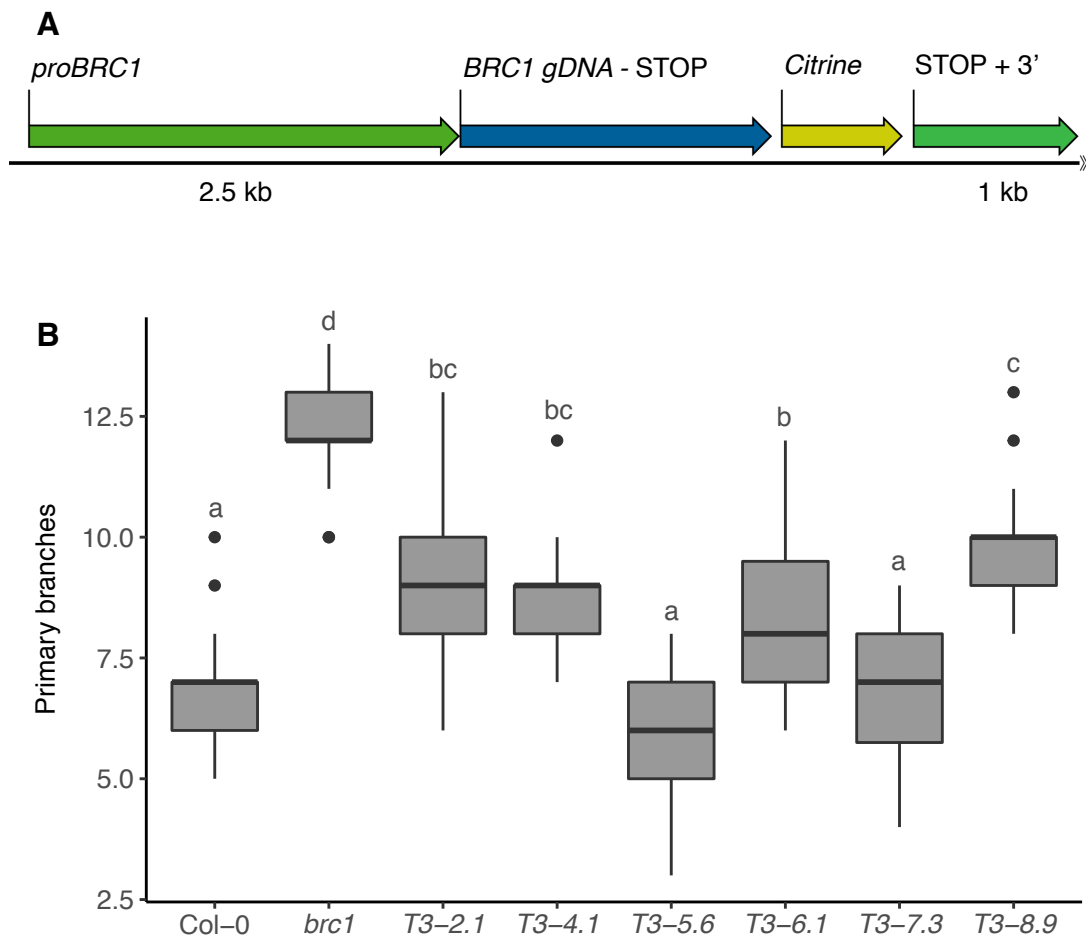 A
proBRC1 BRC1 gDNA - STOP Citrine STOP + 3’
2.5 kb 1 kb
B
d
bc
c
bc
b
12.5
a
a
10.0
a
7.5
5.0
2.5
Primary branches
Col−0 brc1 T3−2.1 T3−4.1 T3−5.6 T3−6.1 T3−7.3 T3−8.9